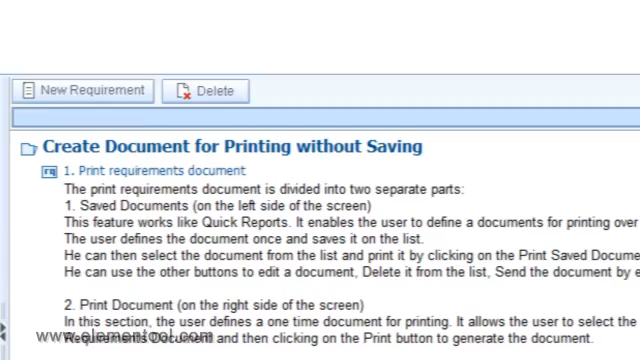 New Requirement
Delete
Create Document for Printing without Saving
rq
1. Print requirements document
The print requirements document is divided into two separate parts:
1. Saved Documents (on the left side of the screen)
This feature works like Quick Reports. It enables the user to define a documents for printing over
The user defines the document once and saves it on the list.
He can then select the document from the list and print it by clicking on the Print Saved Docume
He can use the other buttons to edit a document, Delete it from the list, Send the document by e
2. Print Document (on the right side of the screen)
In this section, the user defines a one time document for printing. It allows the user to select the
Requirements Document and then clicking on the Print button to generate the document.
www.elementool.com